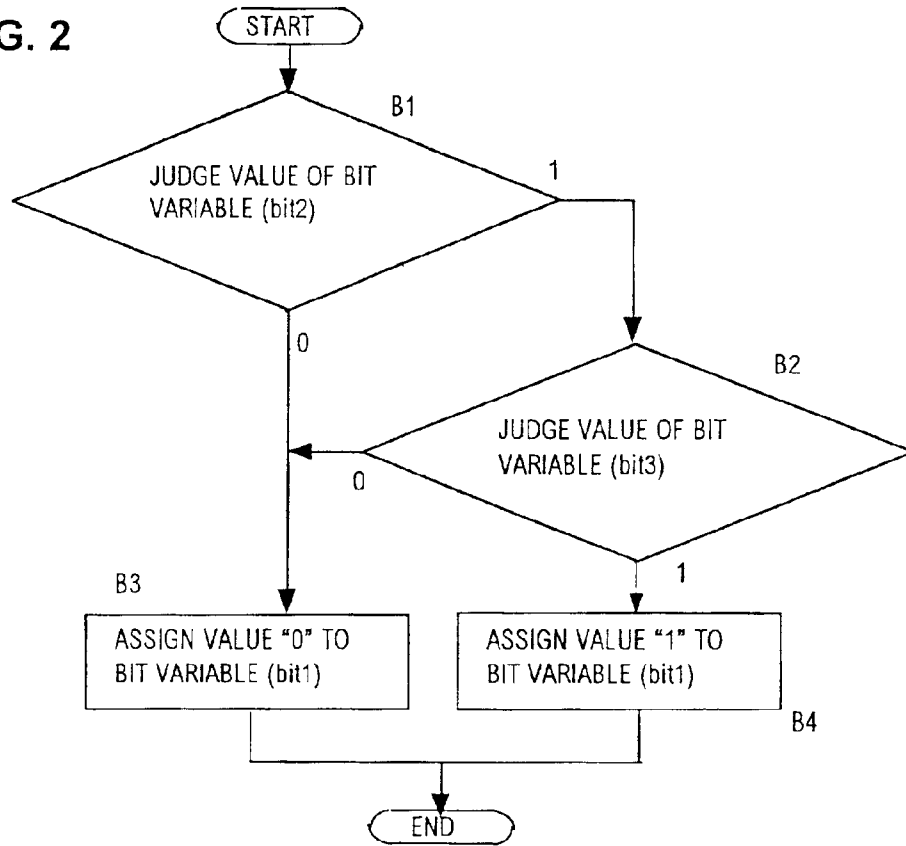 G. 2
START
B1
JUDGE VALUE OF BIT
VARIABLE (bit2)
1
0
B2
JUDGE VALUE OF BIT
VARIABLE (bit3)
0
1
B3
ASSIGN VALUE “0” TO
BIT VARIABLE (bit1)
ASSIGN VALUE “1” TO
BIT VARIABLE (bit1)
B4
END